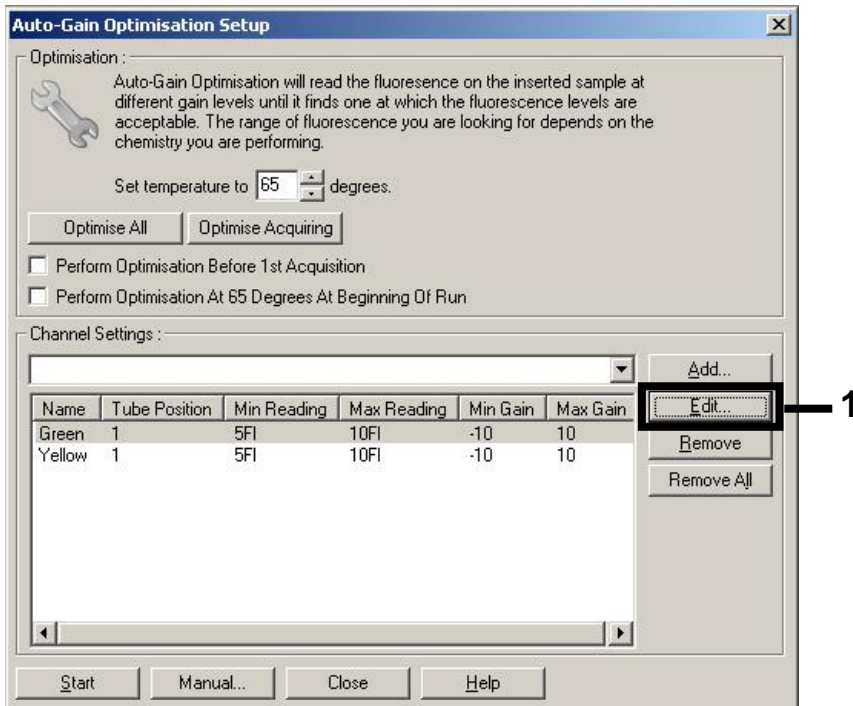 Auto-Gain Optimisation Setup
Optimisation :
Auto-Gain Optimisation will read the fluoresence on the inserted sample at
different gain levels until it finds one at which the fluorescence levels are
acceptable. The range of fluorescence you are looking for depends on the
chemistry you are performing.
Set temperature to 65 degrees.
Optimise All Optimise Acquiring
Perform Optimisation Before 1st Acquisition
Perform Optimisation At 65 Degrees At Beginning Of Run
Channel Settings :
Add...
Name Tube Position Min Reading Max Reading Min Gain Max Gain
Edit... 1
Green 1 5Fl 10Fl -10 10
Yellow 1 5Fl 10Fl -10 10
Remove
Remove All
Start Manual... Close Help